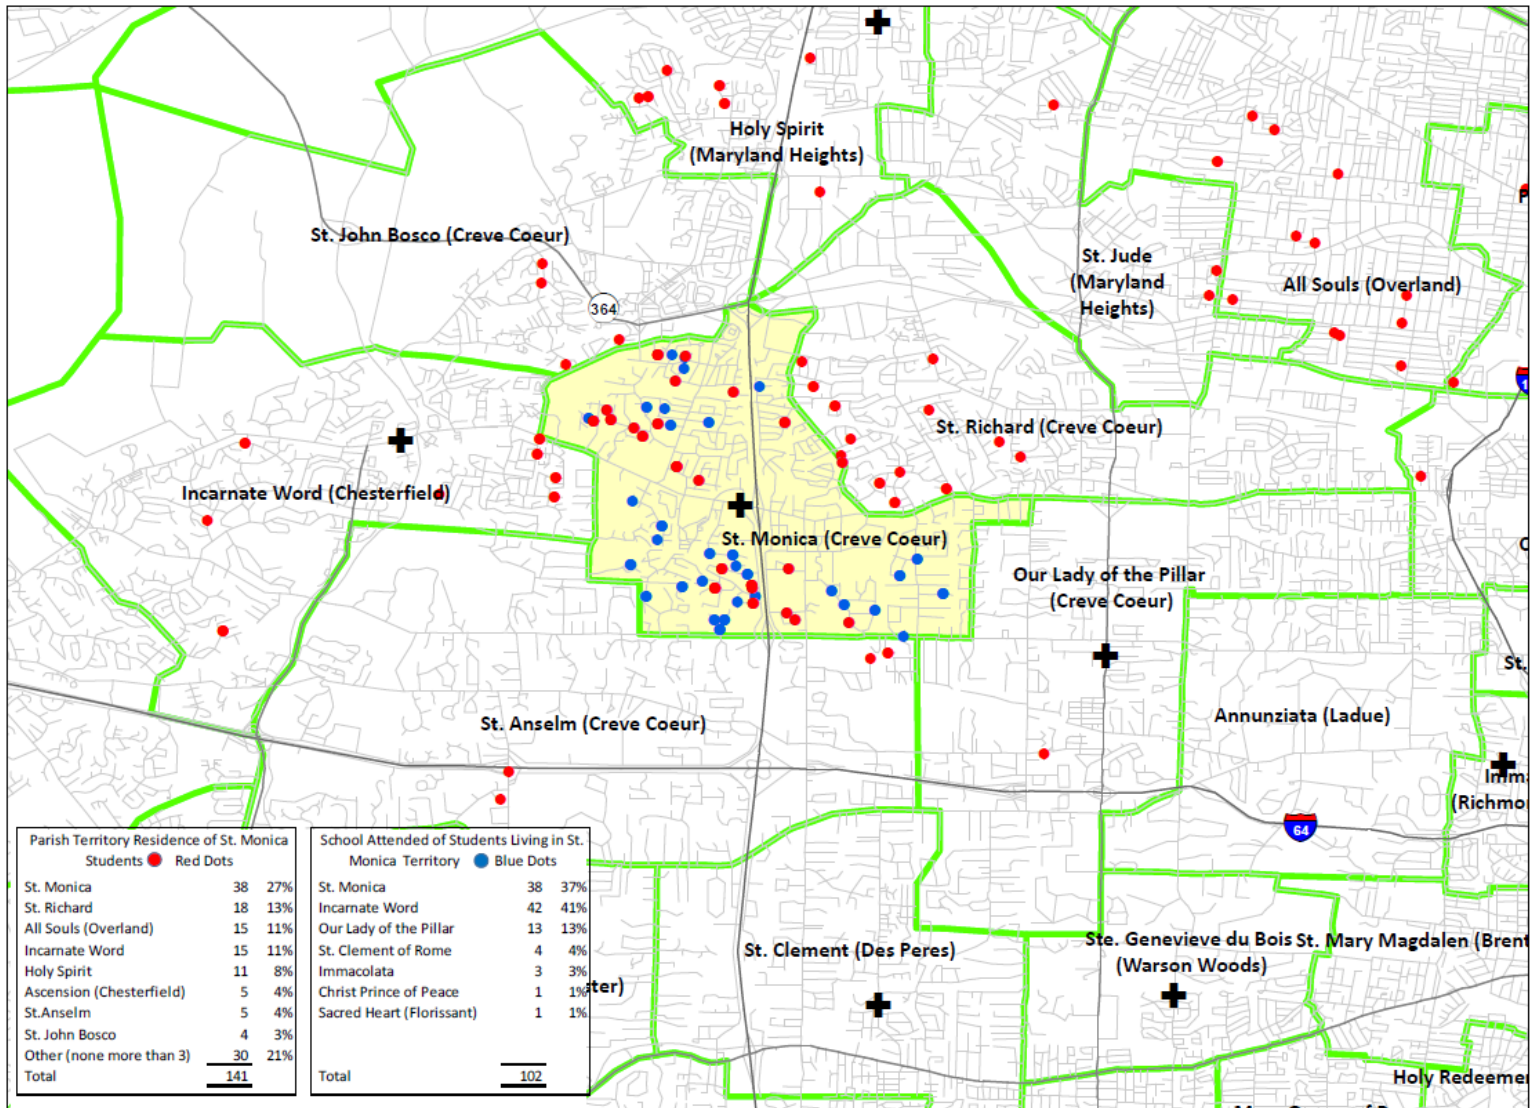 Holy Spirit
(Maryland Heights)
St. John Bosco (Creve Coeur)
364
St. Jude
(Maryland
Heights)
All Souls (Overland)
St. Richard (Creve Coeur)
Incarnate Word (Chesterfield)
St. Monica (Creve Coeur)
Our Lady of the Pillar
(Creve Coeur)
St.
St. Anselm (Creve Coeur)
Annunziata (Ladue)
(Richmo
64
St. Clement (Des Peres)
Ste. Genevieve du Bois
(Warson Woods)
St. Mary Magdalen (Brent
ster)
Holy Redeemer
Parish Territory Residence of St. Monica
Students Red Dots
St. Monica 38 27%
St. Richard 18 13%
All Souls (Overland) 15 11%
Incarnate Word 15 11%
Holy Spirit 11 8%
Ascension (Chesterfield) 5 4%
St.Anselm 5 4%
St. John Bosco 4 3%
Other (none more than 3) 30 21%
Total 141
School Attended of Students Living in St.
Monica Territory Blue Dots
St. Monica 38 37%
Incarnate Word 42 41%
Our Lady of the Pillar 13 13%
St. Clement of Rome 4 4%
Immacolata 3 3%
Christ Prince of Peace 1 1%
Sacred Heart (Florissant) 1 1%
Total 102